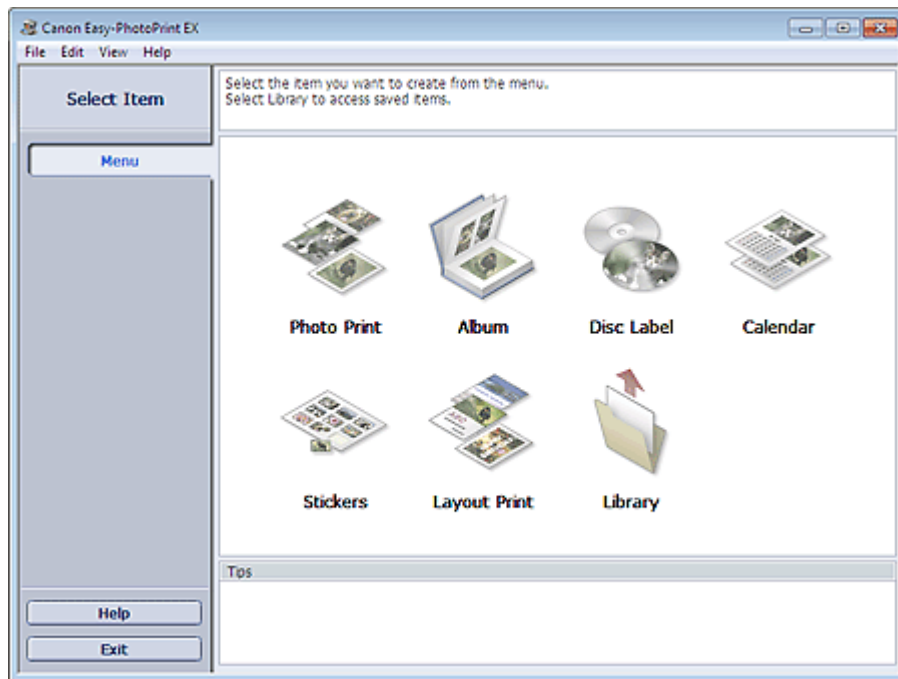 Canon Easy-PhotoPrint EX
File Edit View Help
Select Item
Select the item you want to create from the menu.
Select Library to access saved items.
Menu
Photo Print Album Disc Label Calendar
Stickers Layout Print Library
Tips
Help
Exit